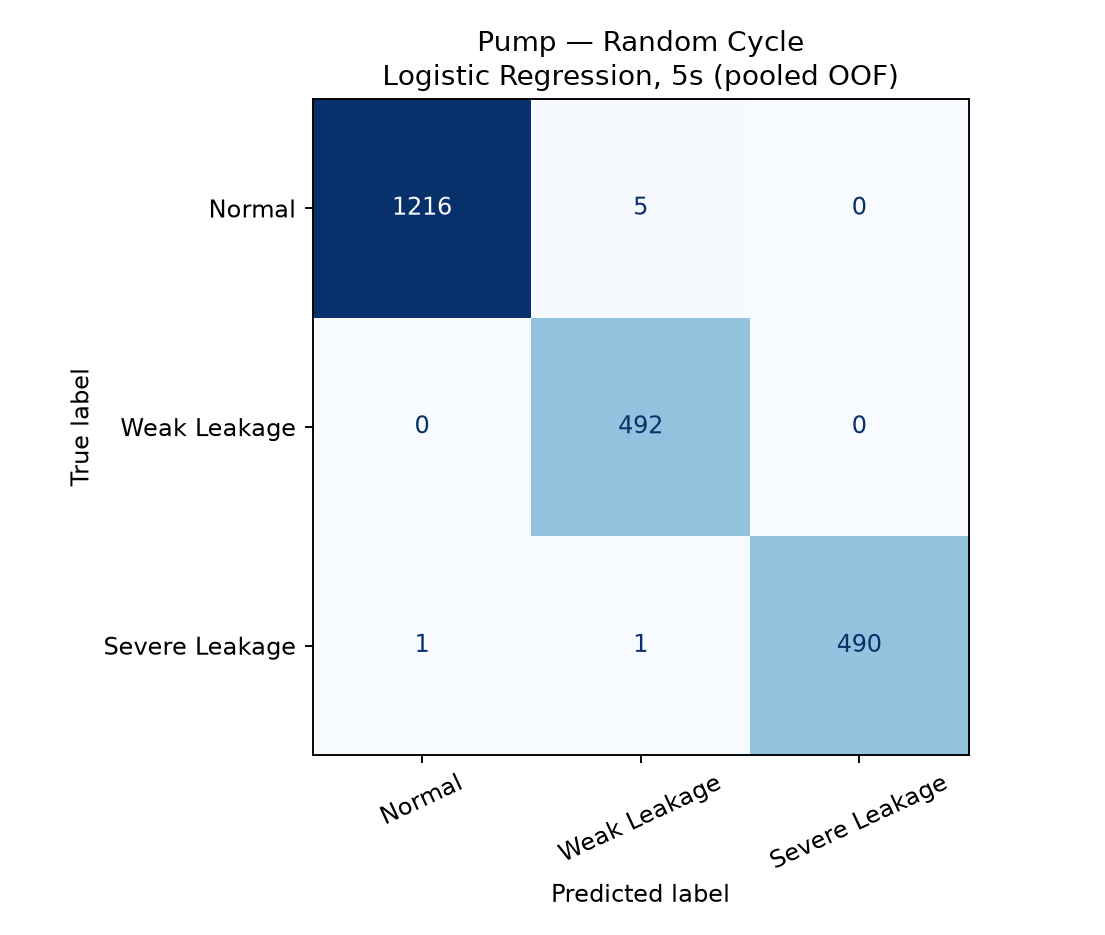 Pump — Random Cycle
Logistic Regression, 5s (pooled OOF)
True label
Normal
1216
5
0
Weak Leakage
0
492
0
Severe Leakage
1
1
490
Normal
Weak Leakage
Severe Leakage
Predicted label